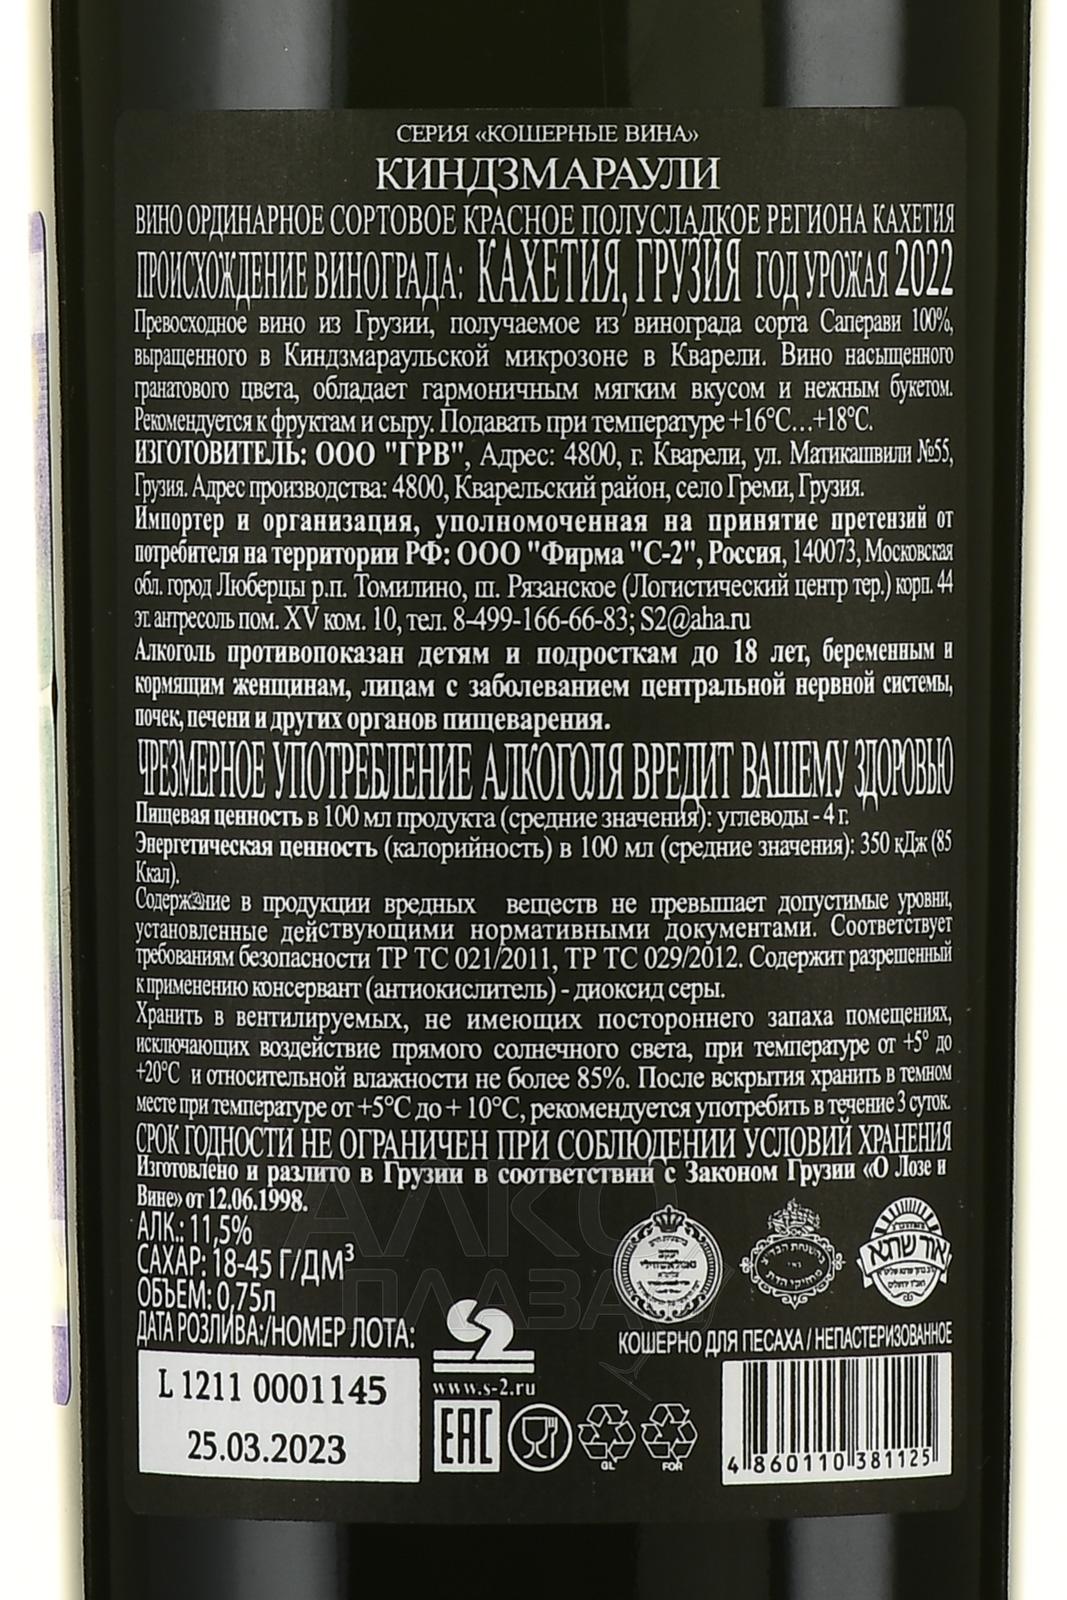 СЕРИЯ «КОШЕРНЫЕ ВИНА»
КИНДЗМАРАУЛИ
ВИНО ОРДИНАРНОЕ СОРТОВОЕ КРАСНОЕ ПОЛУСЛАДКОЕ РЕГИОНА КАХЕТИЯ
ПРОИСХОЖДЕНИЕ ВИНОГРАДА: КАХЕТИЯ, ГРУЗИЯ ГОД УРОЖАЯ 2022
Превосходное вино из Грузии, получаемое из винограда сорта Саперави 100%,
выращенного в Киндзмараульской микрозоне в Кварели. Вино насыщенного
гранатового цвета, обладает гармоничным мягким вкусом и нежным букетом.
Рекомендуется к фруктам и сыру. Подавать при температуре +16°C...+18°C.
ИЗГОТОВИТЕЛЬ: ООО "ГРВ", Адрес: 4800, г. Кварели, ул. Матикашвили №55,
Грузия. Адрес производства: 4800, Кварельский район, село Греми, Грузия.
Импортер и организация, уполномоченная на принятие претензий от
потребителя на территории РФ: ООО "Фирма "С-2", Россия, 140073, Московская
обл. город Люберцы р.п. Томилино, ш. Рязанское (Логистический центр тер.) корп. 44
эт. антресоль пом. XV ком. 10, тел. 8-499-166-66-83; S2@aha.ru
Алкоголь противопоказан детям и подросткам до 18 лет, беременным и
кормящим женщинам, лицам с заболеванием центральной нервной системы,
почек, печени и других органов пищеварения.
ЧРЕЗМЕРНОЕ УПОТРЕБЛЕНИЕ АЛКОГОЛЯ ВРЕДИТ ВАШЕМУ ЗДОРОВЬЮ
Пищевая ценность в 100 мл продукта (средние значения): углеводы - 4 г.
Энергетическая ценность (калорийность) в 100 мл (средние значения): 350 кДж (85
Ккал).
Содержание в продукции вредных веществ не превышает допустимые уровни,
установленные действующими нормативными документами. Соответствует
требованиям безопасности ТР ТС 021/2011, ТР ТС 029/2012. Содержит разрешенный
к применению консервант (антиокислитель) - диоксид серы.
Хранить в вентилируемых, не имеющих постороннего запаха помещениях,
исключающих воздействие прямого солнечного света, при температуре от +5° до
+20°C и относительной влажности не более 85%. После вскрытия хранить в темном
месте при температуре от +5°C до + 10°C, рекомендуется употребить в течение 3 суток.
СРОК ГОДНОСТИ НЕ ОГРАНИЧЕН ПРИ СОБЛЮДЕНИИ УСЛОВИЙ ХРАНЕНИЯ
Изготовлено и разлито в Грузии в соответствии с Законом Грузии «О Лозе и
Вине» от 12.06.1998.
АЛК.: 11,5%
САХАР: 18-45 Г/ДМ³
ОБЪЕМ: 0,75л
ДАТА РОЗЛИВА:/НОМЕР ЛОТА:
L 1211 0001145
25.03.2023
S2
www.s-2.ru
EAC
GL
FOR
אור שתא
КОШЕРНО ДЛЯ ПЕСАХА / НЕПАСТЕРИЗОВАННОЕ
4 860110 381125
АЛКО
ПЛАЗА